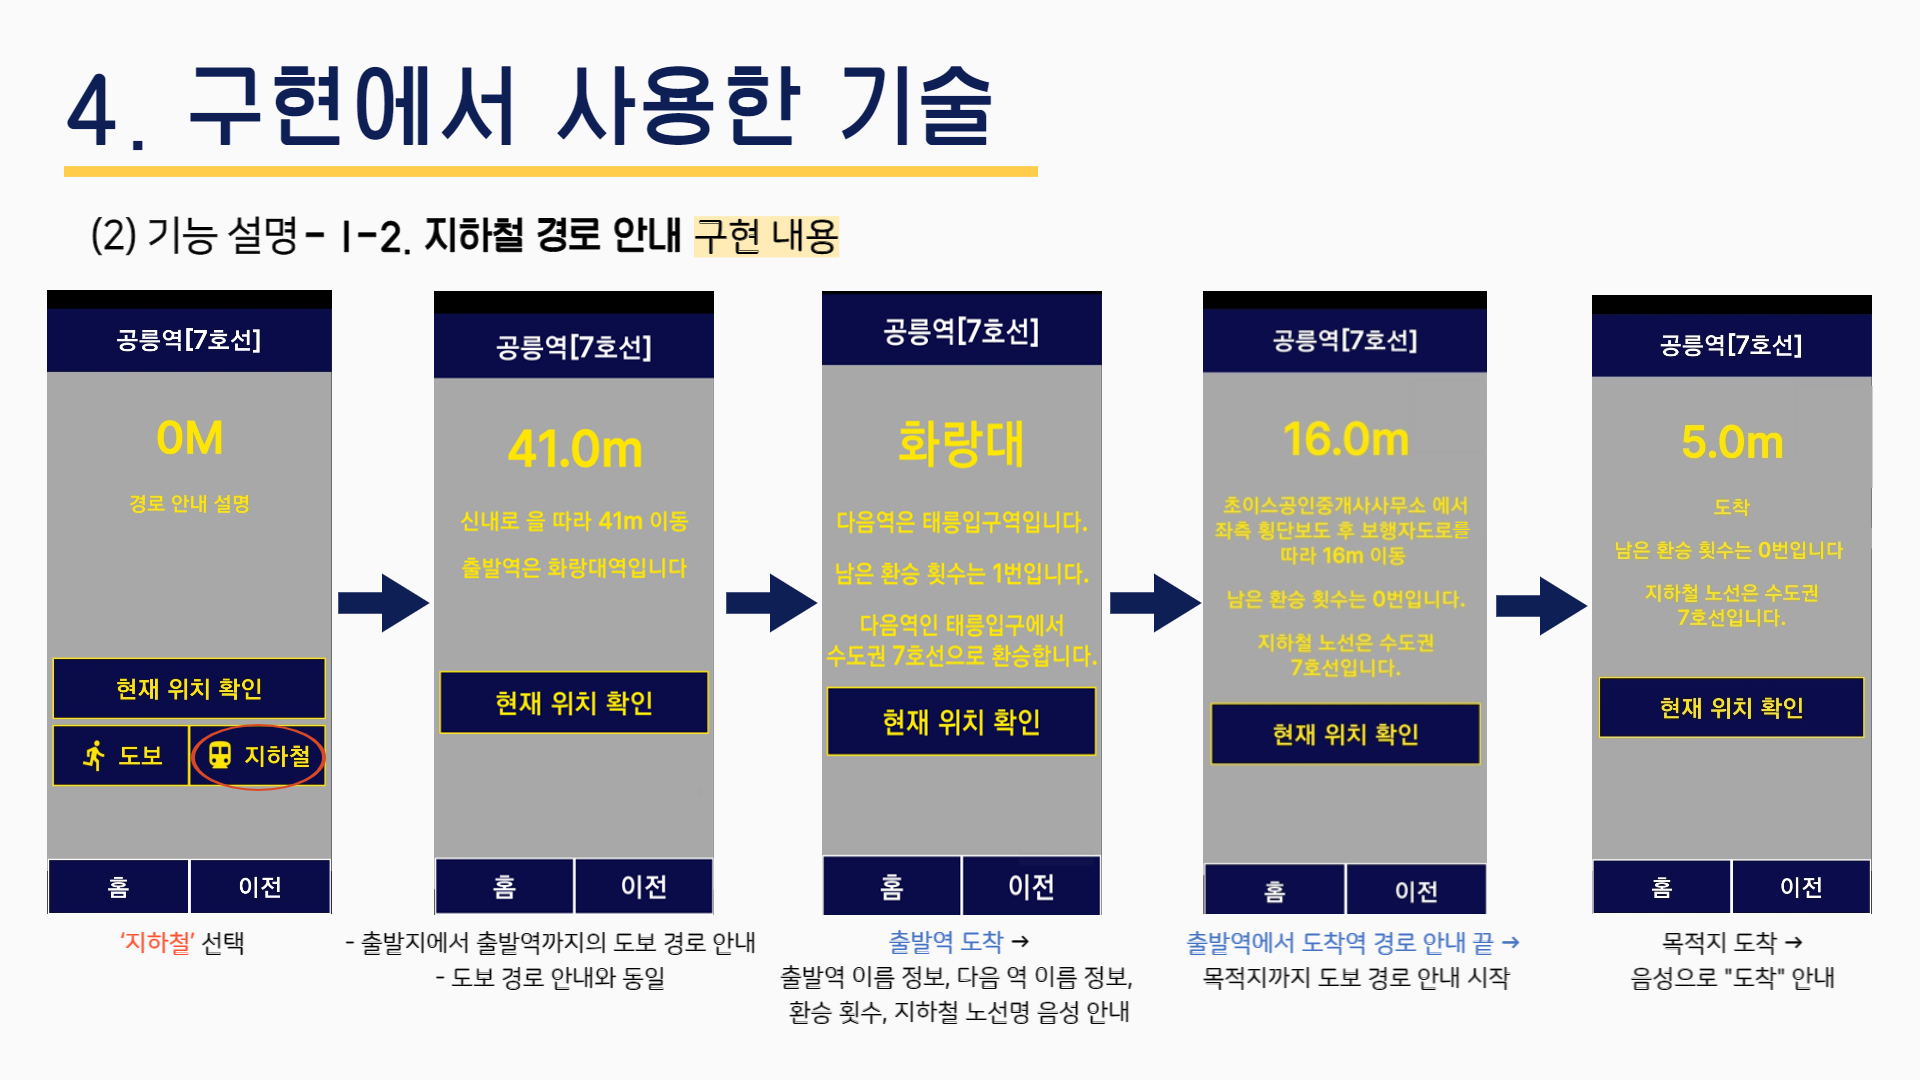 4. 구현에서 사용한 기술
(2) 기능 설명 - 1-2. 지하철 경로 안내 구현 내용
공릉역[7호선]
0M
경로 안내 설명
현재 위치 확인
도보 지하철
홈 이전
'지하철' 선택
공릉역[7호선]
41.0m
신내로 을 따라 41m 이동
출발역은 화랑대역입니다
현재 위치 확인
홈 이전
- 출발지에서 출발역까지의 도보 경로 안내
- 도보 경로 안내와 동일
공릉역[7호선]
화랑대
다음역은 태릉입구역입니다.
남은 환승 횟수는 1번입니다.
다음역인 태릉입구에서
수도권 7호선으로 환승합니다.
현재 위치 확인
홈 이전
출발역 도착 →
출발역 이름 정보, 다음 역 이름 정보,
환승 횟수, 지하철 노선명 음성 안내
공릉역[7호선]
16.0m
초이스공인중개사사무소 에서
좌측 횡단보도 후 보행자도로를
따라 16m 이동
남은 환승 횟수는 0번입니다.
지하철 노선은 수도권
7호선입니다.
현재 위치 확인
홈 이전
출발역에서 도착역 경로 안내 끝 →
목적지까지 도보 경로 안내 시작
공릉역[7호선]
5.0m
도착
남은 환승 횟수는 0번입니다
지하철 노선은 수도권
7호선입니다.
현재 위치 확인
홈 이전
목적지 도착 →
음성으로 "도착" 안내